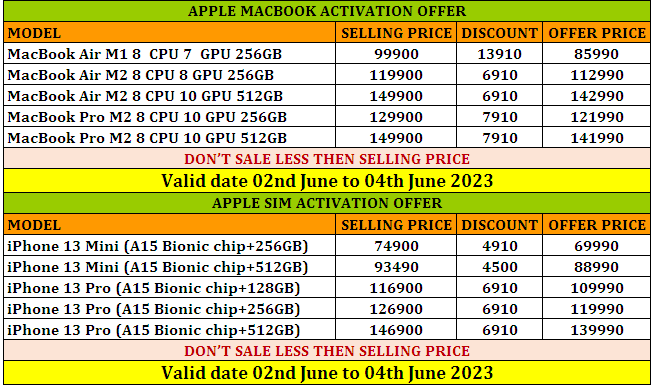 APPLE MACBOOK ACTIVATION OFFER
MODEL SELLING PRICE DISCOUNT OFFER PRICE
MacBook Air M1 8 CPU 7 GPU 256GB 99900 13910 85990
MacBook Air M2 8 CPU 8 GPU 256GB 119900 6910 112990
MacBook Air M2 8 CPU 10 GPU 512GB 149900 6910 142990
MacBook Pro M2 8 CPU 10 GPU 256GB 129900 7910 121990
MacBook Pro M2 8 CPU 10 GPU 512GB 149900 7910 141990
DON'T SALE LESS THEN SELLING PRICE
Valid date 02nd June to 04th June 2023
APPLE SIM ACTIVATION OFFER
MODEL SELLING PRICE DISCOUNT OFFER PRICE
iPhone 13 Mini (A15 Bionic chip+256GB) 74900 4910 69990
iPhone 13 Mini (A15 Bionic chip+512GB) 93490 4500 88990
iPhone 13 Pro (A15 Bionic chip+128GB) 116900 6910 109990
iPhone 13 Pro (A15 Bionic chip+256GB) 126900 6910 119990
iPhone 13 Pro (A15 Bionic chip+512GB) 146900 6910 139990
DON'T SALE LESS THEN SELLING PRICE
Valid date 02nd June to 04th June 2023